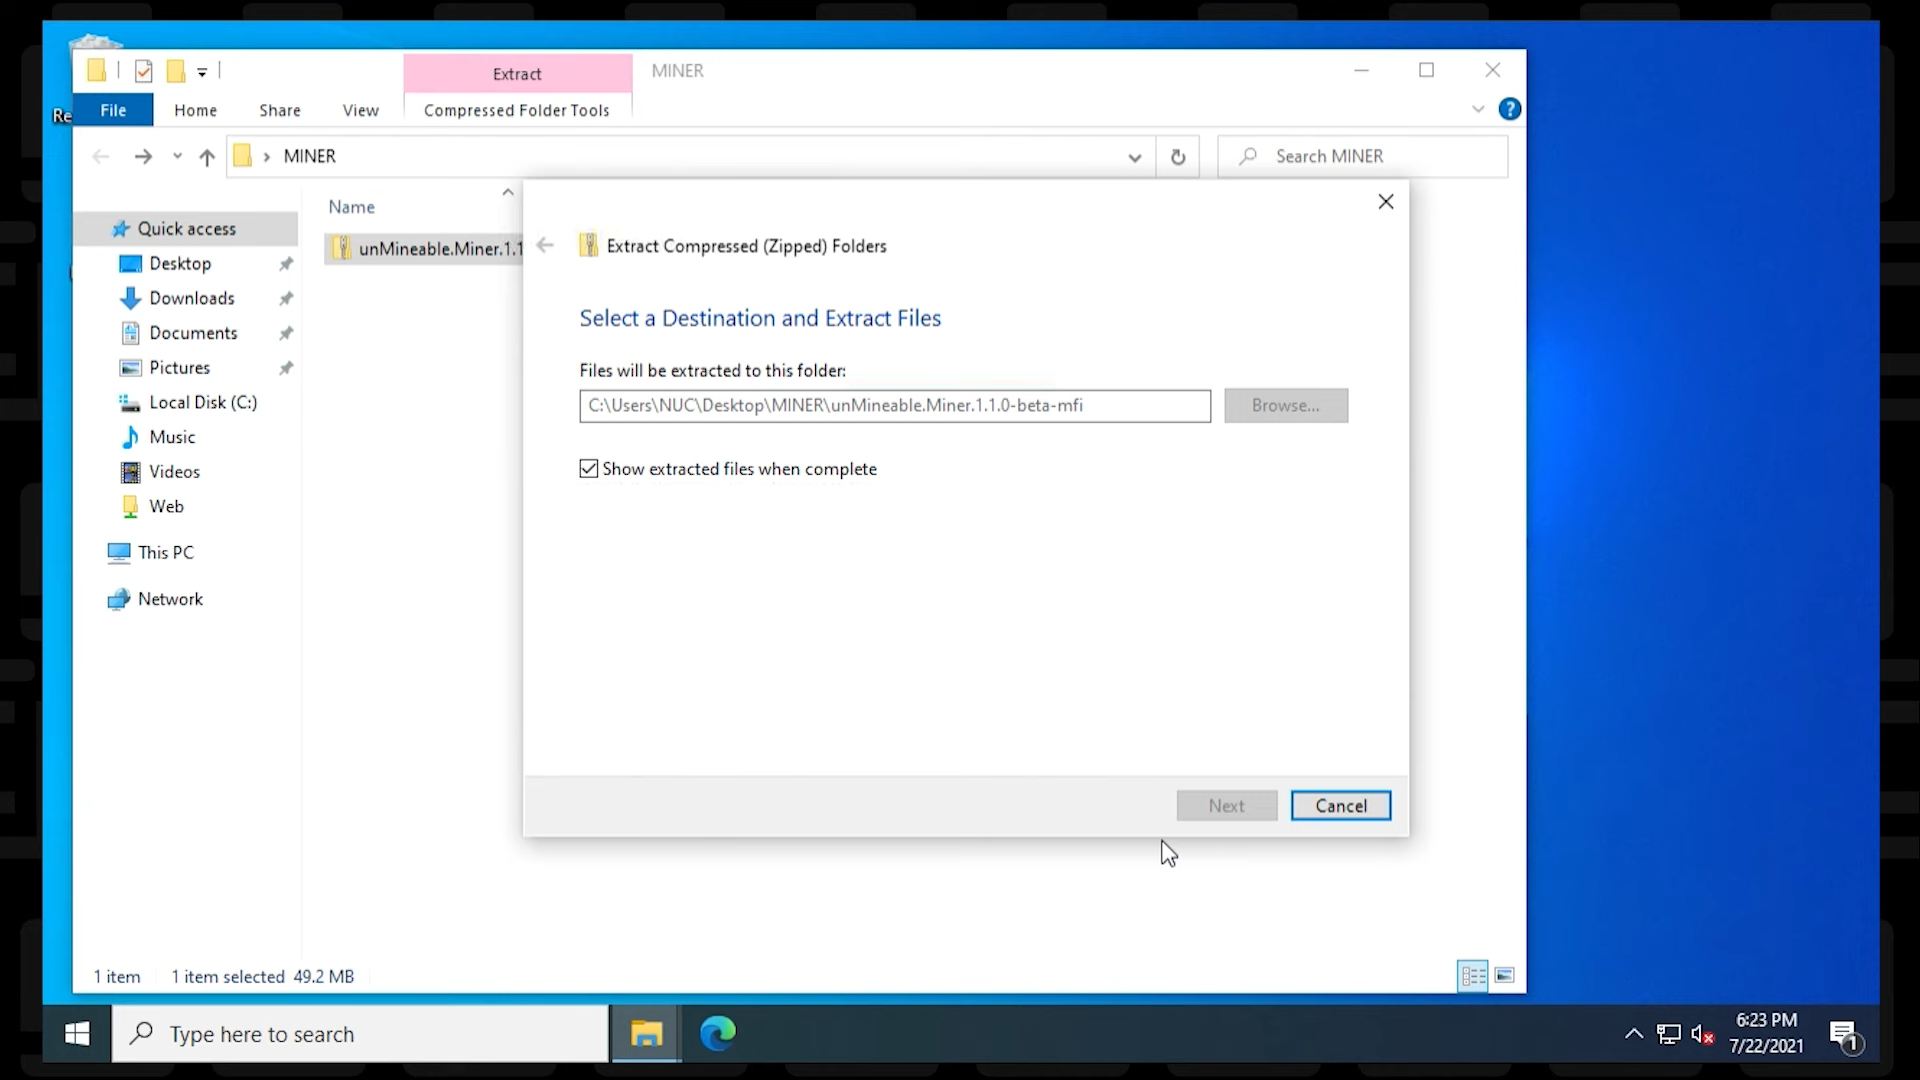 Extract
MINER
Re
File
Home
Share
View
Compressed Folder Tools
?
MINER
Search MINER
Name
Quick access
unMineable.Miner.1.1
Desktop
Downloads
Documents
Pictures
Local Disk (C:)
Music
Videos
Web
This PC
Network
Extract Compressed (Zipped) Folders
Select a Destination and Extract Files
Files will be extracted to this folder:
C:\Users\NUC\Desktop\MINER\unMineable.Miner.1.1.0-beta-mfi
Browse...
Show extracted files when complete
Next
Cancel
1 item
1 item selected 49.2 MB
Type here to search
6:23 PM
7/22/2021
1